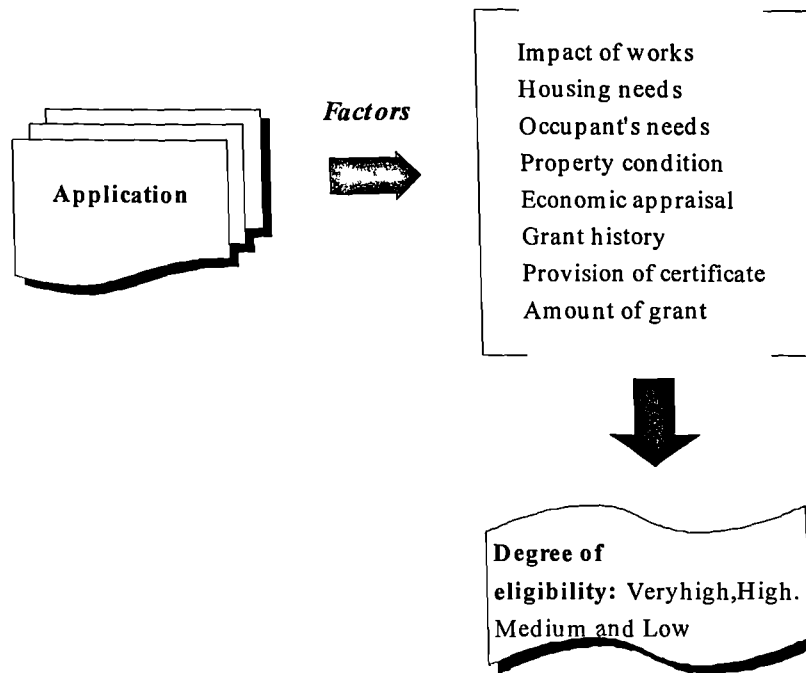 Application
Factors
Impact of works
Housing needs
Occupant's needs
Property condition
Economic appraisal
Grant history
Provision of certificate
Amount of grant
Degree of
eligibility: Veryhigh,High.
Medium and Low